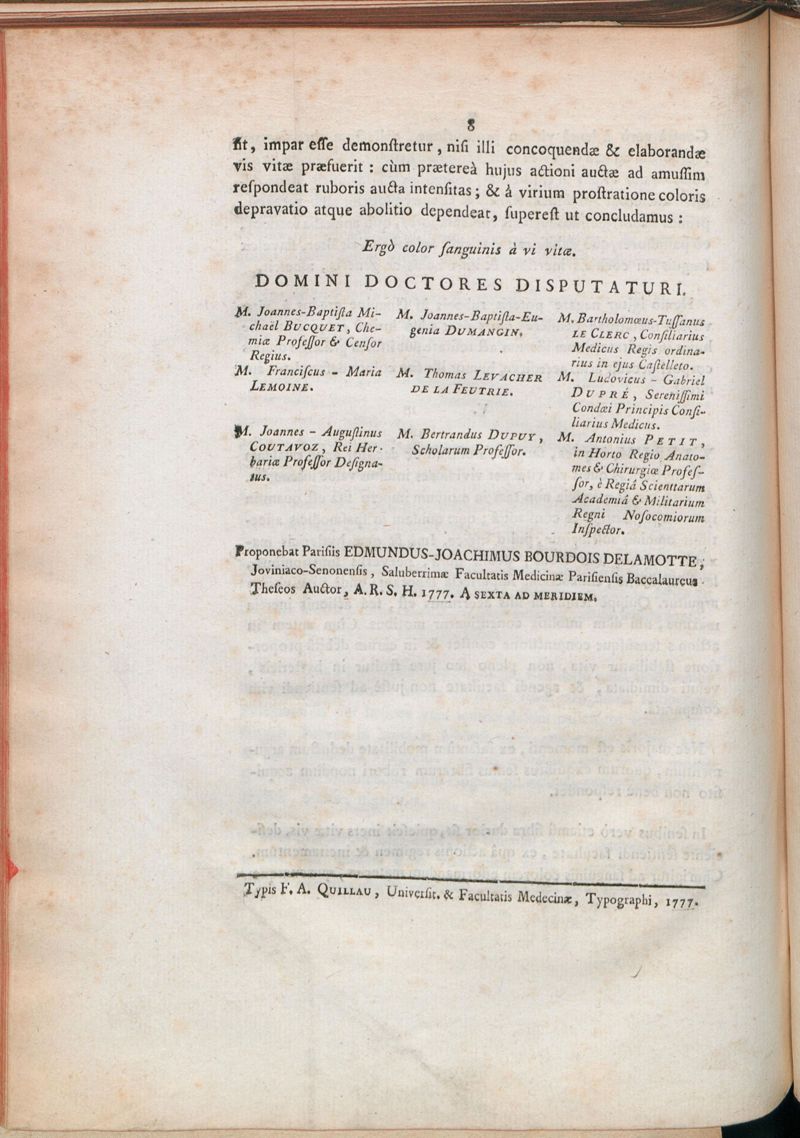 8
ſit, impar eſſe demonſtretur, niſi illi concoquendæ & elaborandæ
vis vitæ præfuerit : cùm prætereà hujus actioni auctæ ad amuſſim
reſpondeat ruboris aucta intenſitas ; & à virium proſtratione coloris
depravatio atque abolitio dependeat, ſupereſt ut concludamus :
Ergò color ſanguinis à vi vitæ.
DOMINI DOCTORES DISPUTATURI.
M. Joannes-Baptiſta Mi-
chaël BUCQUET, Che-
miæ Profeſſor & Cenſor
Regius.
M. Joannes-Baptiſta-Eu-
genia DUMANGIN.
M. Bartholomæus-Tuſſanus
LE CLERC, Conſiliarius
Medicus Regis ordina-
rius in ejus Caſtelleto.
M. Franciſcus - Maria
LEMOINE.
M. Thomas LEVACHER
DE LA FEUTRIE.
M. Ludovicus - Gabriel
DUPRÉ, Sereniſſimi
Condæi Principis Conſi-
liarius Medicus.
M. Joannes - Auguſtinus
COUTAVOZ, Rei Her-
bariæ Profeſſor Deſigna-
tus.
M. Bertrandus DUPUY,
Scholarum Profeſſor.
M. Antonius PETIT,
in Horto Regio Anato-
mes & Chirurgiæ Profeſ-
ſor, è Regiâ Scientiarum
Academiâ & Militarium
Regni Noſocomiorum
Inſpector.
Proponebat Pariſiis EDMUNDUS-JOACHIMUS BOURDOIS DELAMOTTE,
Joviniaco-Senonenſis, Saluberrimæ Facultatis Medicinæ Pariſienſis Baccalaureus
Theſeos Auctor, A. R. S. H. 1777. A SEXTA AD MERIDIEM.
Typis F. A. QUILLAU, Univerſit. & Facultatis Medecinæ, Typographi, 1777.